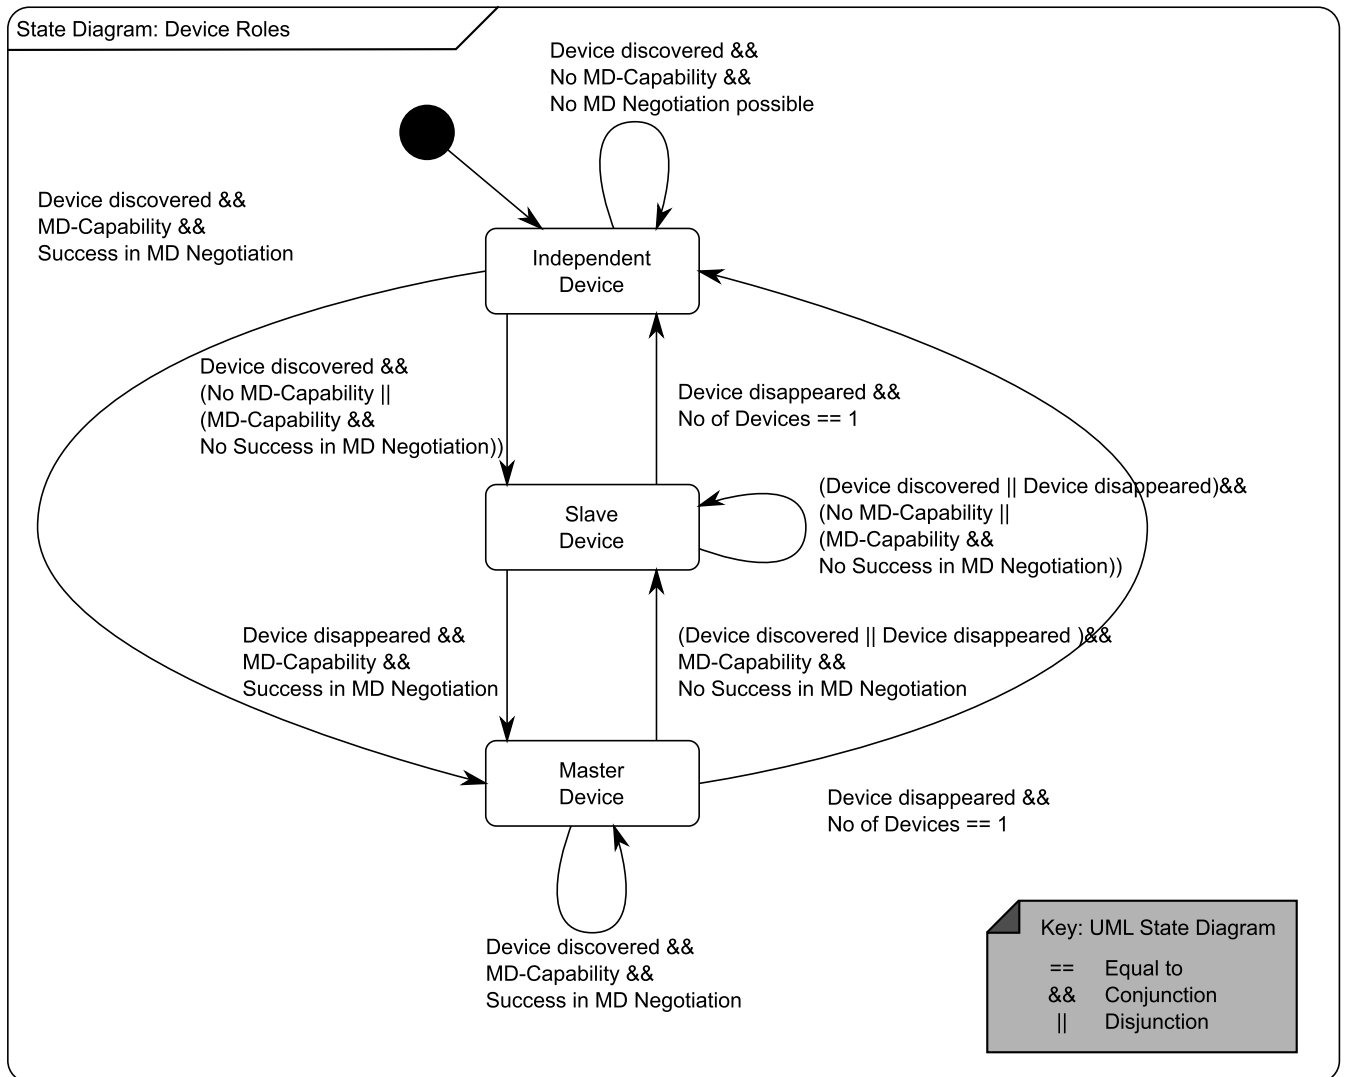 State Diagram: Device Roles
Device discovered &&
No MD-Capability &&
No MD Negotiation possible
Device discovered &&
MD-Capability &&
Success in MD Negotiation
Independent
Device
Device discovered &&
(No MD-Capability ||
(MD-Capability &&
No Success in MD Negotiation))
Device disappeared &&
No of Devices == 1
Slave
Device
(Device discovered || Device disappeared)&&
(No MD-Capability ||
(MD-Capability &&
No Success in MD Negotiation))
Device disappeared &&
MD-Capability &&
Success in MD Negotiation
(Device discovered || Device disappeared )&&
MD-Capability &&
No Success in MD Negotiation
Master
Device
Device disappeared &&
No of Devices == 1
Device discovered &&
MD-Capability &&
Success in MD Negotiation
Key: UML State Diagram
== Equal to
&& Conjunction
|| Disjunction